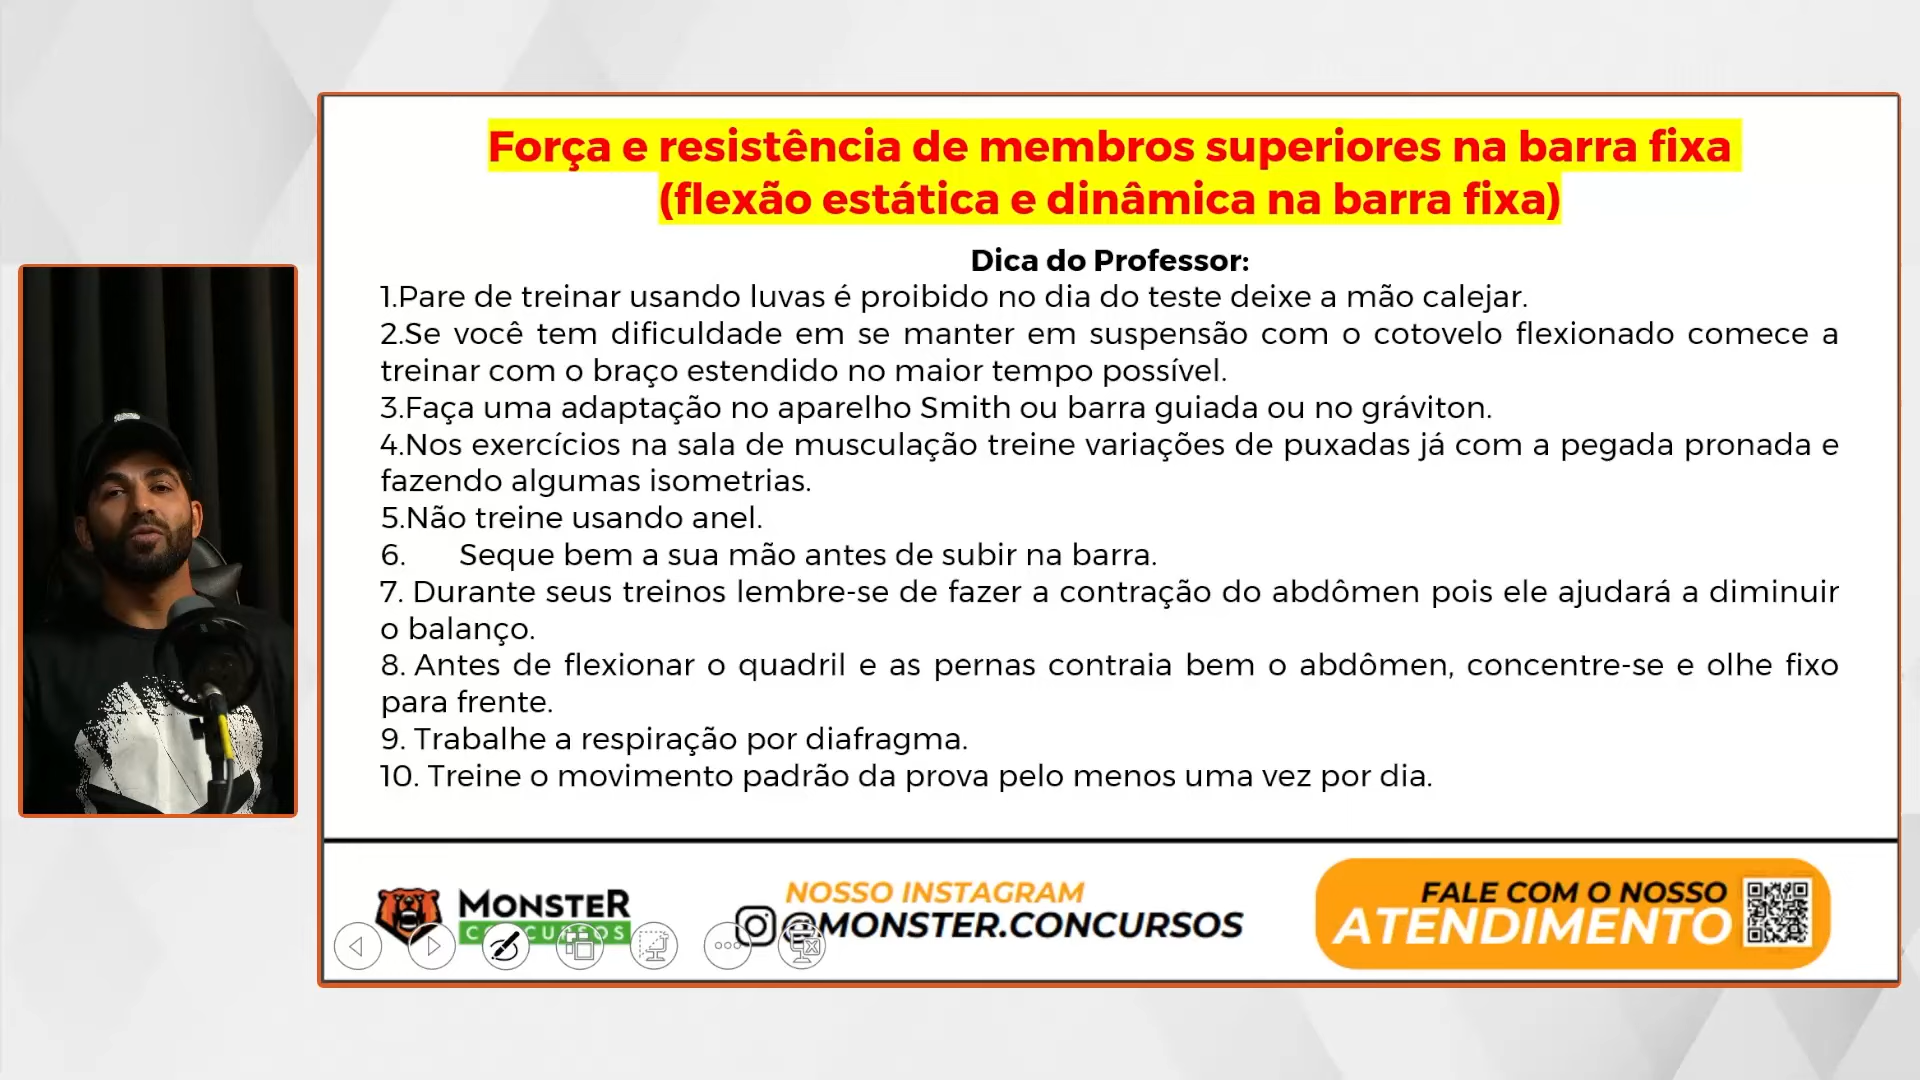 Força e resistência de membros superiores na barra fixa
(flexão estática e dinâmica na barra fixa)
Dica do Professor:
1.Pare de treinar usando luvas é proibido no dia do teste deixe a mão calejar.
2.Se você tem dificuldade em se manter em suspensão com o cotovelo flexionado comece a
treinar com o braço estendido no maior tempo possível.
3.Faça uma adaptação no aparelho Smith ou barra guiada ou no gráviton.
4.Nos exercícios na sala de musculação treine variações de puxadas já com a pegada pronada e
fazendo algumas isometrias.
5.Não treine usando anel.
6. Seque bem a sua mão antes de subir na barra.
7. Durante seus treinos lembre-se de fazer a contração do abdômen pois ele ajudará a diminuir
o balanço.
8. Antes de flexionar o quadril e as pernas contraia bem o abdômen, concentre-se e olhe fixo
para frente.
9. Trabalhe a respiração por diafragma.
10. Treine o movimento padrão da prova pelo menos uma vez por dia.
MONSTER
CONCURSOS
NOSSO INSTAGRAM
@MONSTER.CONCURSOS
FALE COM O NOSSO
ATENDIMENTO